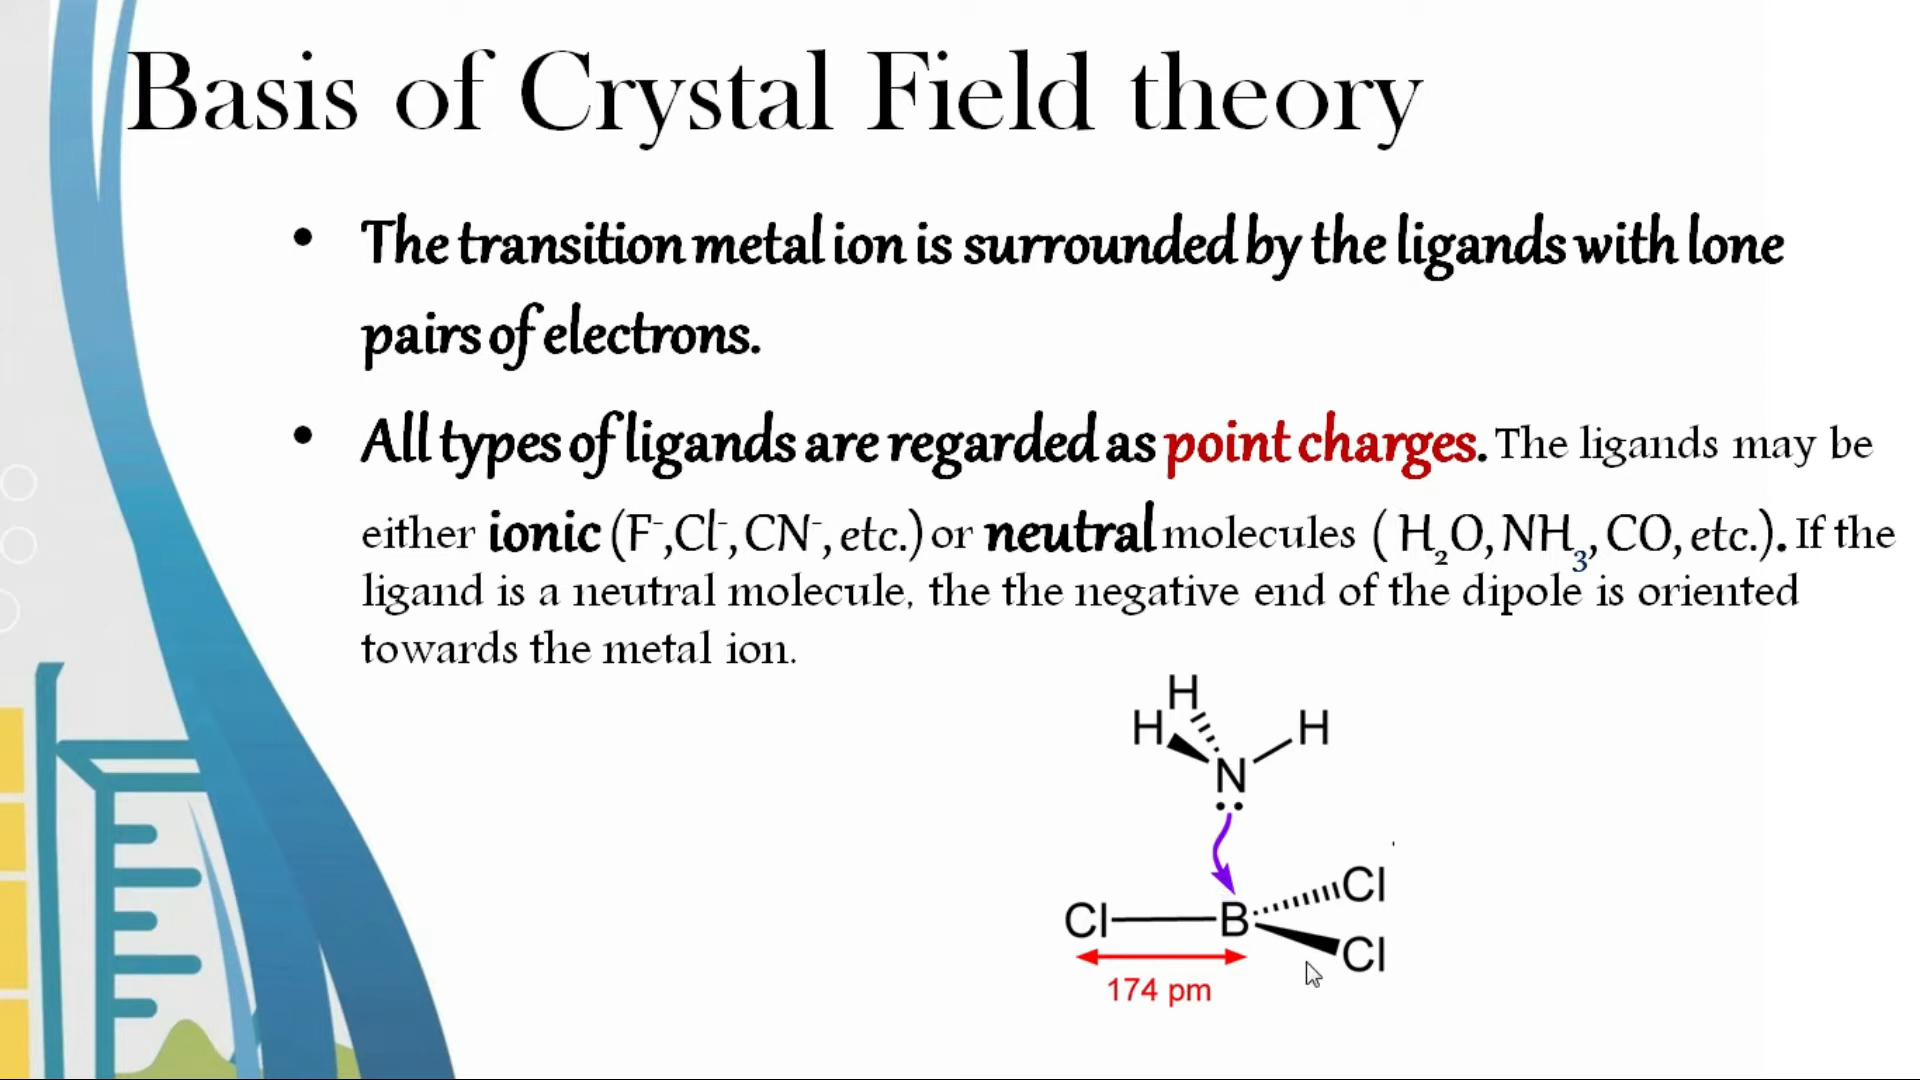 Basis of Crystal Field theory
• The transition metal ion is surrounded by the ligands with lone
pairs of electrons.
• All types of ligands are regarded as point charges. The ligands may be
either ionic (F⁻,Cl⁻, CN⁻, etc.) or neutral molecules ( H₂O, NH₃, CO, etc.). If the
ligand is a neutral molecule, the the negative end of the dipole is oriented
towards the metal ion.
H
H H
N
Cl
Cl B
Cl
174 pm